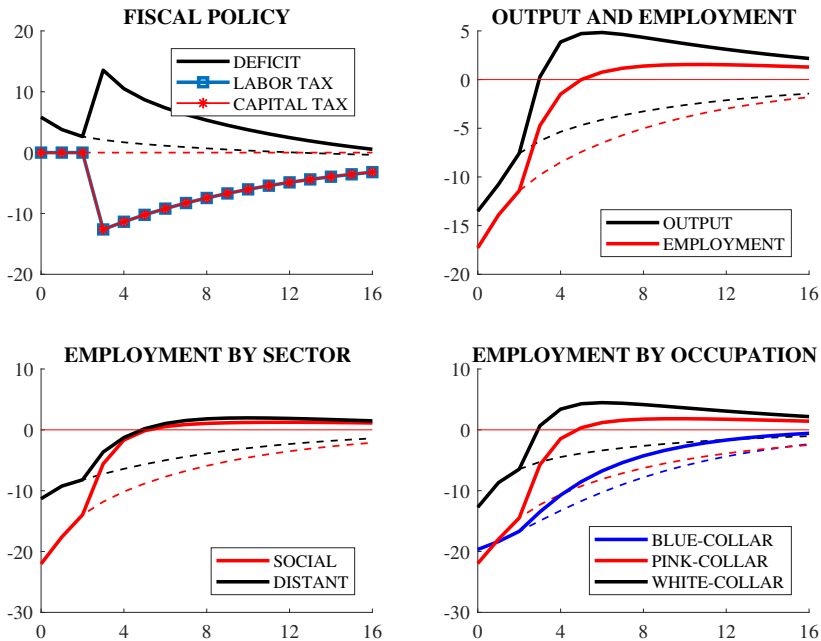 FISCAL POLICY
20
10
0
-10
-20
0 4 8 12 16
DEFICIT
LABOR TAX
CAPITAL TAX
OUTPUT AND EMPLOYMENT
5
0
-5
-10
-15
-20
0 4 8 12 16
OUTPUT
EMPLOYMENT
EMPLOYMENT BY SECTOR
10
0
-10
-20
-30
0 4 8 12 16
SOCIAL
DISTANT
EMPLOYMENT BY OCCUPATION
10
0
-10
-20
-30
0 4 8 12 16
BLUE-COLLAR
PINK-COLLAR
WHITE-COLLAR